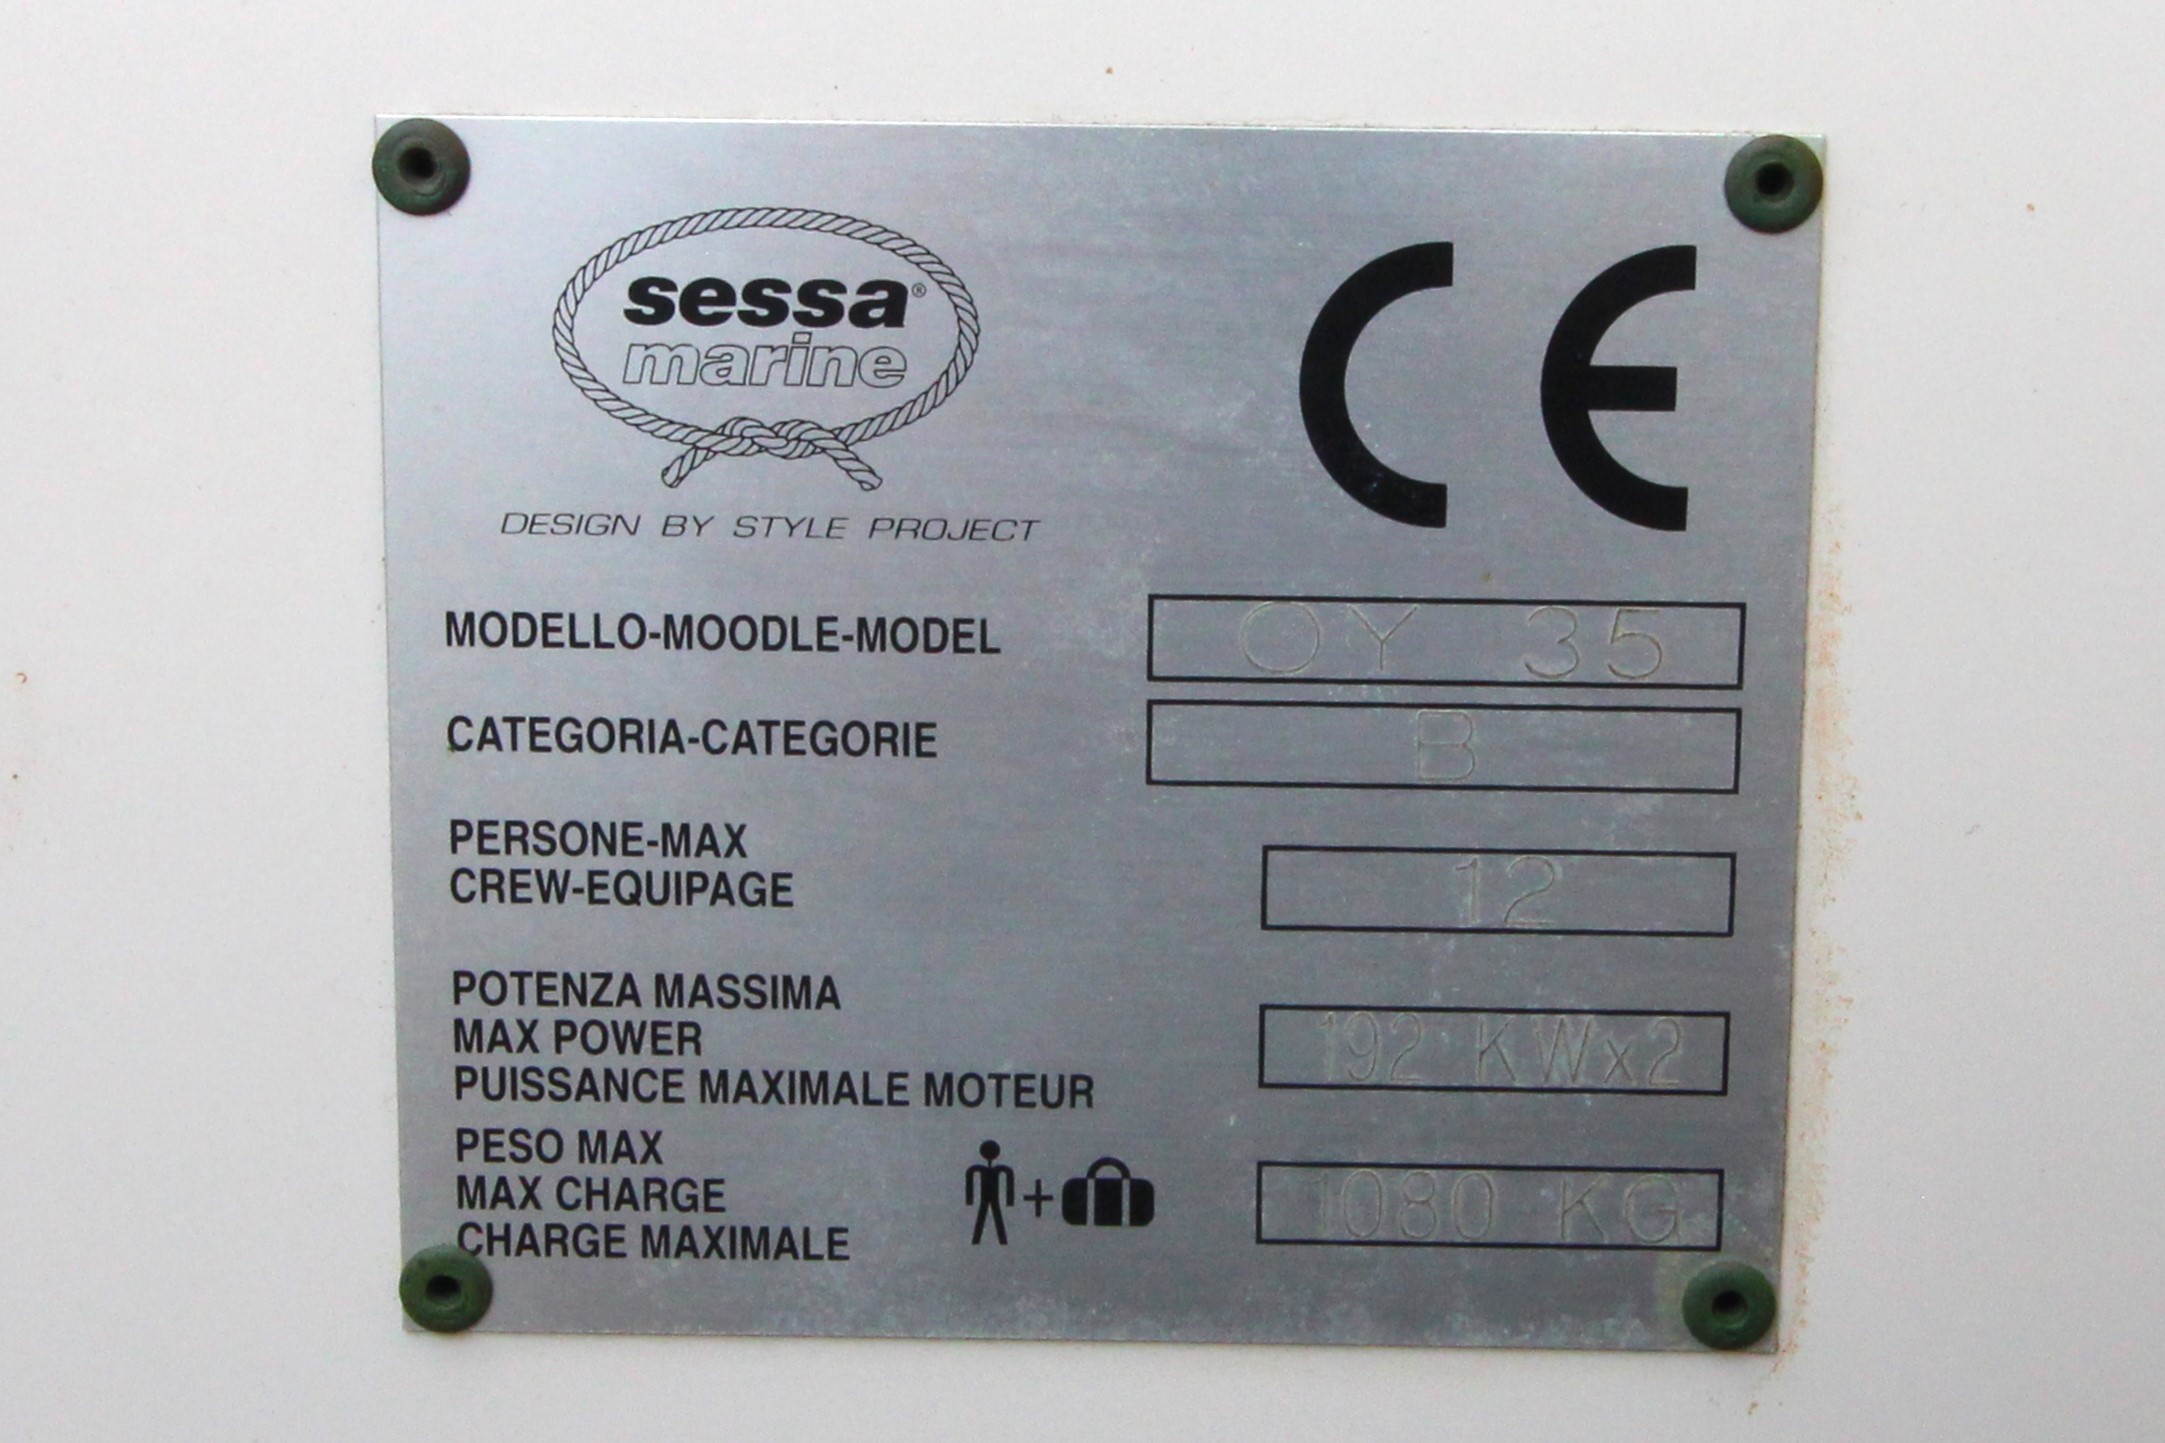 sessa®
marine
DESIGN BY STYLE PROJECT
CE
MODELLO-MOODLE-MODEL OY 35
CATEGORIA-CATEGORIE B
PERSONE-MAX
CREW-EQUIPAGE 12
POTENZA MASSIMA
MAX POWER 192 KWx2
PUISSANCE MAXIMALE MOTEUR
PESO MAX
MAX CHARGE + 1080 KG
CHARGE MAXIMALE